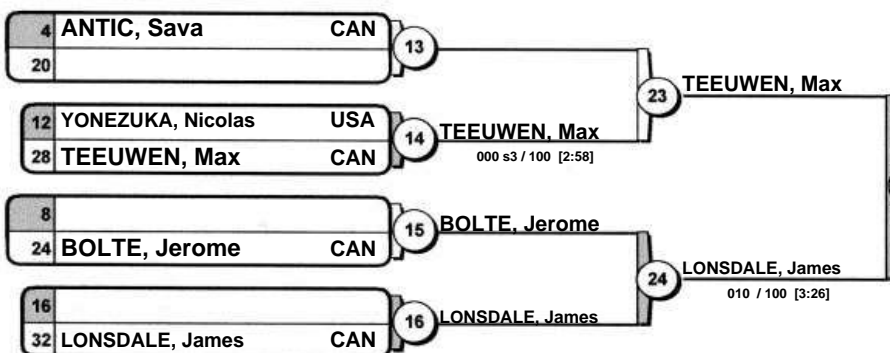 4 ANTIC, Sava CAN
20
13
12 YONEZUKA, Nicolas USA
28 TEEUWEN, Max CAN
14
TEEUWEN, Max
000 s3 / 100 [2:58]
23
TEEUWEN, Max
8
24 BOLTE, Jerome CAN
15
BOLTE, Jerome
16
32 LONSDALE, James CAN
16
LONSDALE, James
24
LONSDALE, James
010 / 100 [3:26]